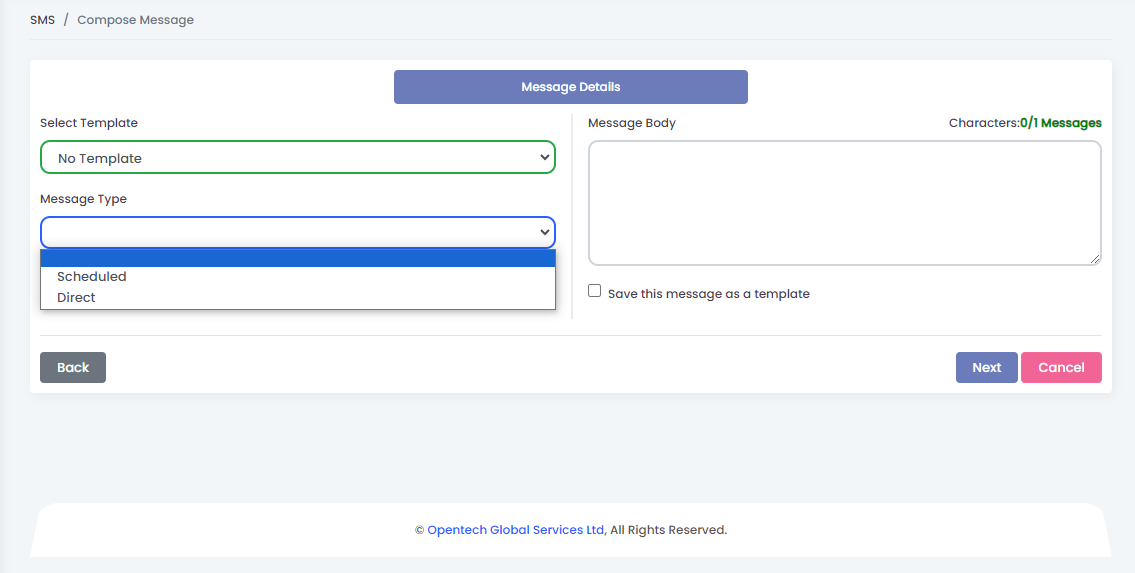 SMS / Compose Message
Message Details
Select Template
No Template
Message Type
Scheduled
Direct
Message Body
Characters:0/1 Messages
Save this message as a template
Back
Next
Cancel
© Opentech Global Services Ltd, All Rights Reserved.